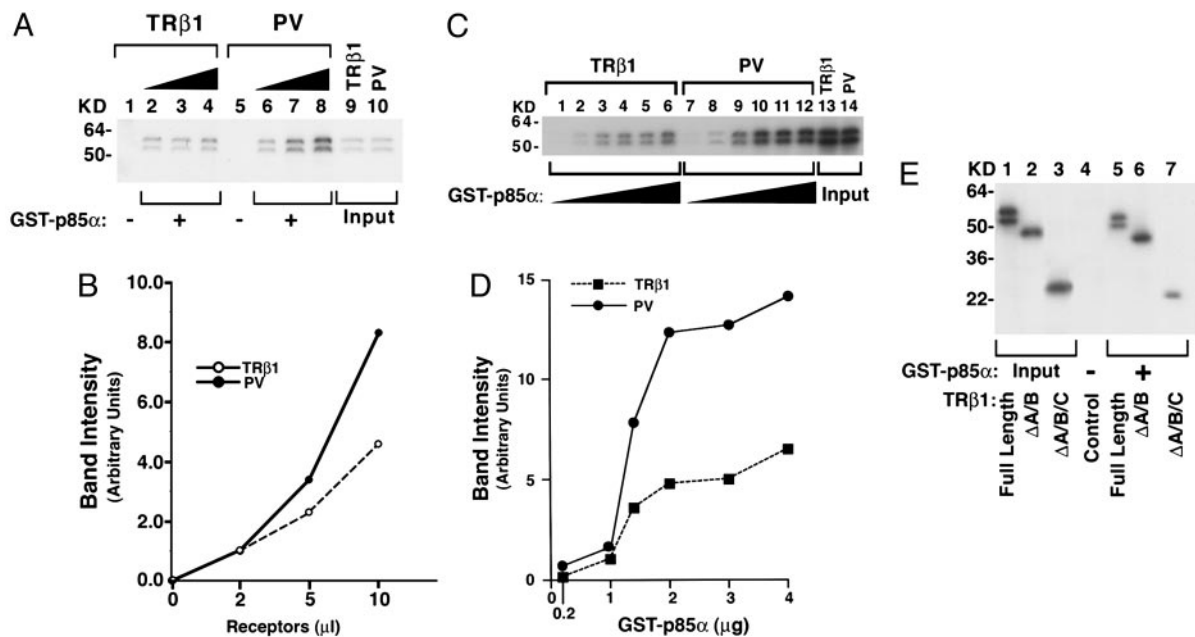 A
TRβ1 PV
TRβ1 PV
KD 1 2 3 4 5 6 7 8 9 10
64-
50-
GST-p85α: - + - + Input
B
Band Intensity
(Arbitrary Units)
10.0
8.0
6.0
4.0
2.0
0.0
TRβ1
PV
0 2 5 10
Receptors (μl)
C
TRβ1 PV
TRβ1 PV
KD 1 2 3 4 5 6 7 8 9 10 11 12 13 14
64-
50-
GST-p85α: Input
D
Band Intensity
(Arbitrary Units)
15
10
5
0
TRβ1
PV
0 0.2 1 2 3 4
GST-p85α (μg)
E
KD 1 2 3 4 5 6 7
64-
50-
36-
22-
GST-p85α: Input - +
TRβ1: Full Length ΔA/B ΔA/B/C Control Full Length ΔA/B ΔA/B/C